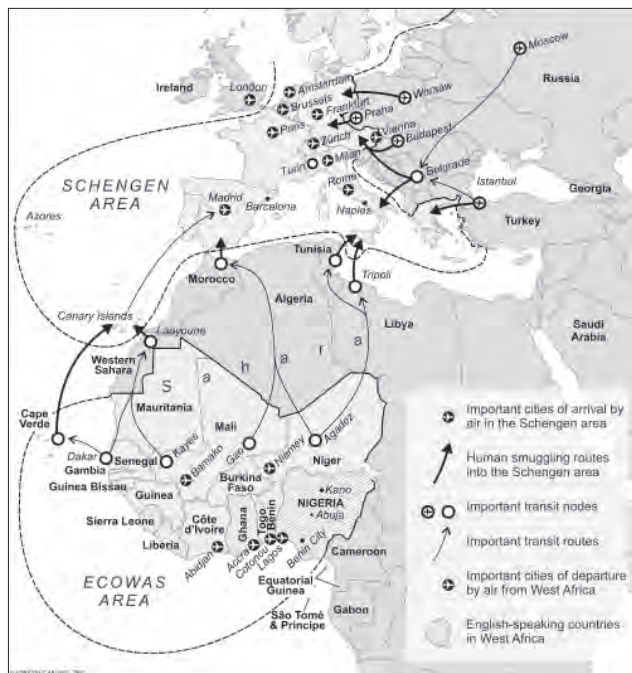 Moscow
Russia
Ireland
London
Amsterdam
Brussels
Frankfurt
Warsaw
Praha
Paris
Zürich
Vienna
Budapest
Turin
Milan
Belgrade
Rome
Istanbul
Georgia
Turkey
SCHENGEN
AREA
Madrid
Barcelona
Naples
Azores
Tunisia
Morocco
Tripoli
Algeria
Libya
Saudi
Arabia
Canary Islands
Laayoune
Western
Sahara
S a h a r a
Mauritania
Cape
Verde
Mali
Dakar
Gambia
Senegal
Kayes
Bamako
Gao
Niamey
Agadez
Niger
Guinea Bissau
Guinea
Burkina
Faso
NIGERIA
Kano
Abuja
Sierra Leone
Côte
d'Ivoire
Ghana
Togo
Benin
Liberia
Abidjan
Accra
Cotonou
Lagos
Benin City
Cameroon
ECOWAS
AREA
Equatorial
Guinea
Gabon
São Tomé
& Principe
Important cities of arrival by
air in the Schengen area
Human smuggling routes
into the Schengen area
Important transit nodes
Important transit routes
Important cities of departure
by air from West Africa
English-speaking countries
in West Africa